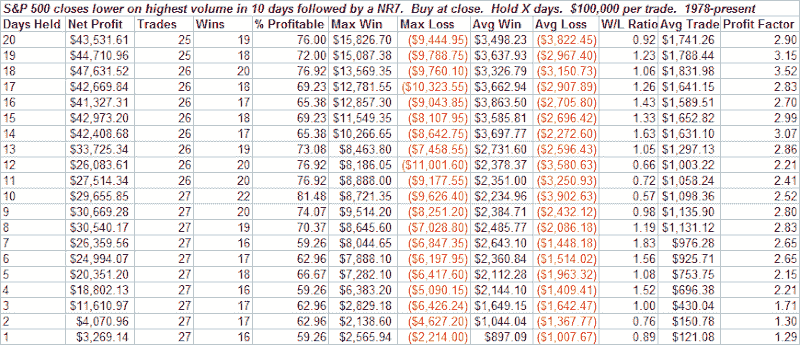 S&P 500 closes lower on highest volume in 10 days followed by a NR7. Buy at close. Hold X days. $100,000 per trade. 1978-present
Days Held Net Profit Trades Wins % Profitable Max Win Max Loss Avg Win Avg Loss W/L Ratio Avg Trade Profit Factor
20 $43,531.61 25 19 76.00 $15,826.70 ($9,444.95) $3,498.23 ($3,822.45) 0.92 $1,741.26 2.90
19 $44,710.96 25 18 72.00 $15,087.38 ($9,788.75) $3,637.93 ($2,967.40) 1.23 $1,788.44 3.15
18 $47,631.52 26 20 76.92 $13,569.35 ($9,760.10) $3,326.79 ($3,150.73) 1.06 $1,831.98 3.52
17 $42,669.84 26 18 69.23 $12,781.55 ($10,323.55) $3,662.94 ($2,907.89) 1.26 $1,641.15 2.83
16 $41,327.31 26 17 65.38 $12,857.30 ($9,043.85) $3,863.50 ($2,705.80) 1.43 $1,589.51 2.70
15 $42,973.20 26 18 69.23 $11,549.35 ($8,107.95) $3,585.81 ($2,696.42) 1.33 $1,652.82 2.99
14 $42,408.68 26 17 65.38 $10,266.65 ($8,642.75) $3,697.77 ($2,272.60) 1.63 $1,631.10 3.07
13 $33,725.34 26 19 73.08 $8,463.80 ($7,458.55) $2,731.60 ($2,596.43) 1.05 $1,297.13 2.86
12 $26,083.61 26 20 76.92 $8,186.05 ($11,001.60) $2,378.37 ($3,580.63) 0.66 $1,003.22 2.21
11 $27,514.34 26 20 76.92 $8,888.00 ($9,177.55) $2,351.00 ($3,250.93) 0.72 $1,058.24 2.41
10 $29,655.85 27 22 81.48 $8,721.35 ($9,626.40) $2,234.96 ($3,902.63) 0.57 $1,098.36 2.52
9 $30,669.28 27 20 74.07 $9,514.20 ($8,251.20) $2,384.71 ($2,432.12) 0.98 $1,135.90 2.80
8 $30,540.17 27 19 70.37 $8,645.60 ($7,028.80) $2,485.77 ($2,086.18) 1.19 $1,131.12 2.83
7 $26,359.56 27 16 59.26 $8,044.65 ($6,847.35) $2,643.10 ($1,448.18) 1.83 $976.28 2.65
6 $24,994.07 27 17 62.96 $7,888.10 ($6,197.95) $2,360.84 ($1,514.02) 1.56 $925.71 2.65
5 $20,351.20 27 18 66.67 $7,282.10 ($6,417.60) $2,112.28 ($1,963.32) 1.08 $753.75 2.15
4 $18,802.13 27 16 59.26 $6,383.20 ($5,090.15) $2,144.10 ($1,409.41) 1.52 $696.38 2.21
3 $11,610.97 27 17 62.96 $2,829.18 ($6,426.24) $1,649.15 ($1,642.47) 1.00 $430.04 1.71
2 $4,070.96 27 17 62.96 $2,138.60 ($4,627.20) $1,044.04 ($1,367.77) 0.76 $150.78 1.30
1 $3,269.14 27 16 59.26 $2,565.94 ($2,214.00) $897.09 ($1,007.67) 0.89 $121.08 1.29